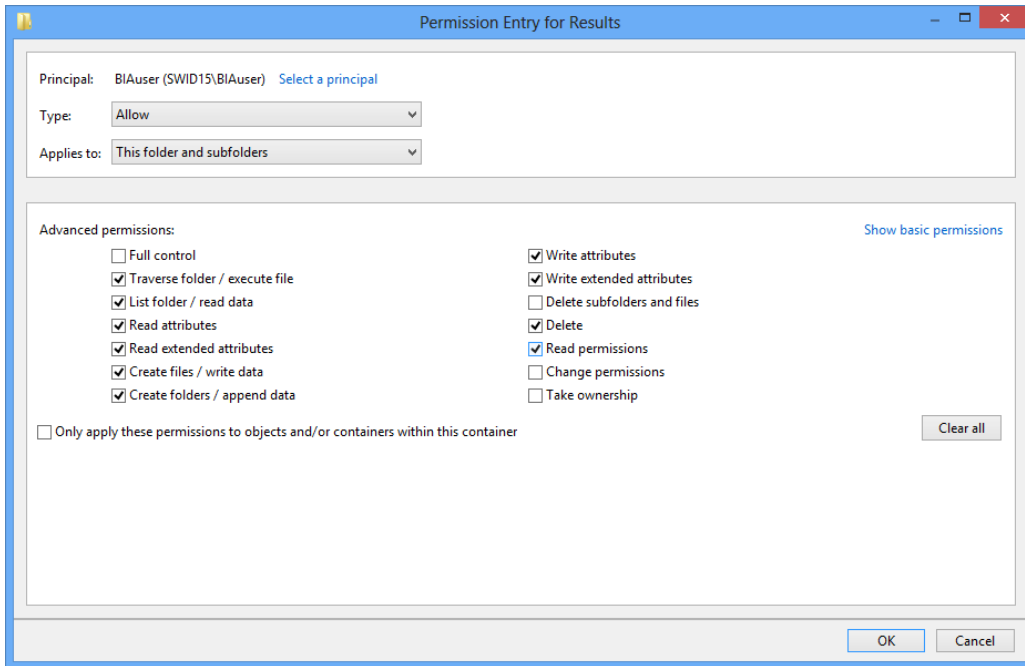 Permission Entry for Results
Principal: BIAuser (SWID15\BIAuser) Select a principal
Type: Allow
Applies to: This folder and subfolders
Advanced permissions: Show basic permissions
Full control Write attributes
Traverse folder / execute file Write extended attributes
List folder / read data Delete subfolders and files
Read attributes Delete
Read extended attributes Read permissions
Create files / write data Change permissions
Create folders / append data Take ownership
Only apply these permissions to objects and/or containers within this container Clear all
OK Cancel